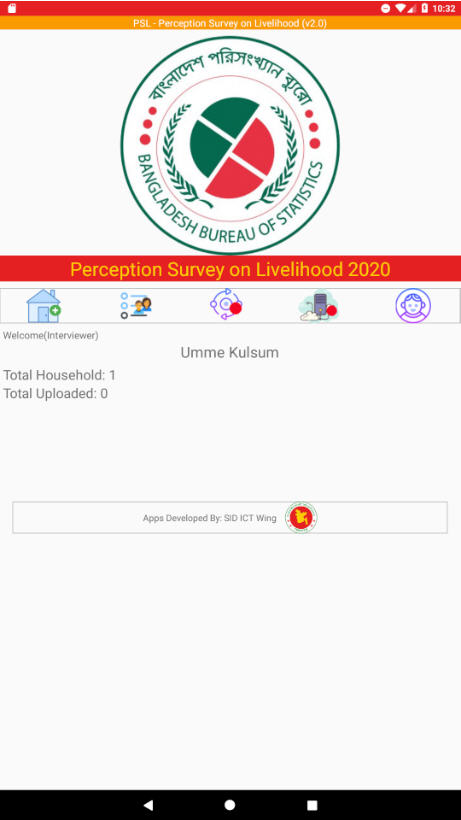 10:32
PSL - Perception Survey on Livelihood (v2.0)
বাংলাদেশ পরিসংখ্যান ব্যুরো
BANGLADESH BUREAU OF STATISTICS
Perception Survey on Livelihood 2020
Welcome(Interviewer)
Umme Kulsum
Total Household: 1
Total Uploaded: 0
Apps Developed By: SID ICT Wing